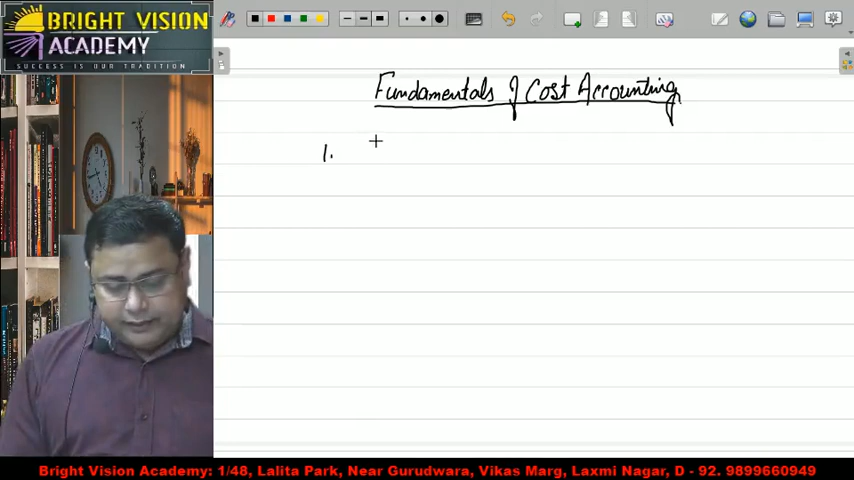 BRIGHT VISION
ACADEMY
SUCCESS IS OUR TRADITION
Fundamentals of Cost Accounting
1.
Bright Vision Academy: 1/48, Lalita Park, Near Gurudwara, Vikas Marg, Laxmi Nagar, D - 92. 9899660949